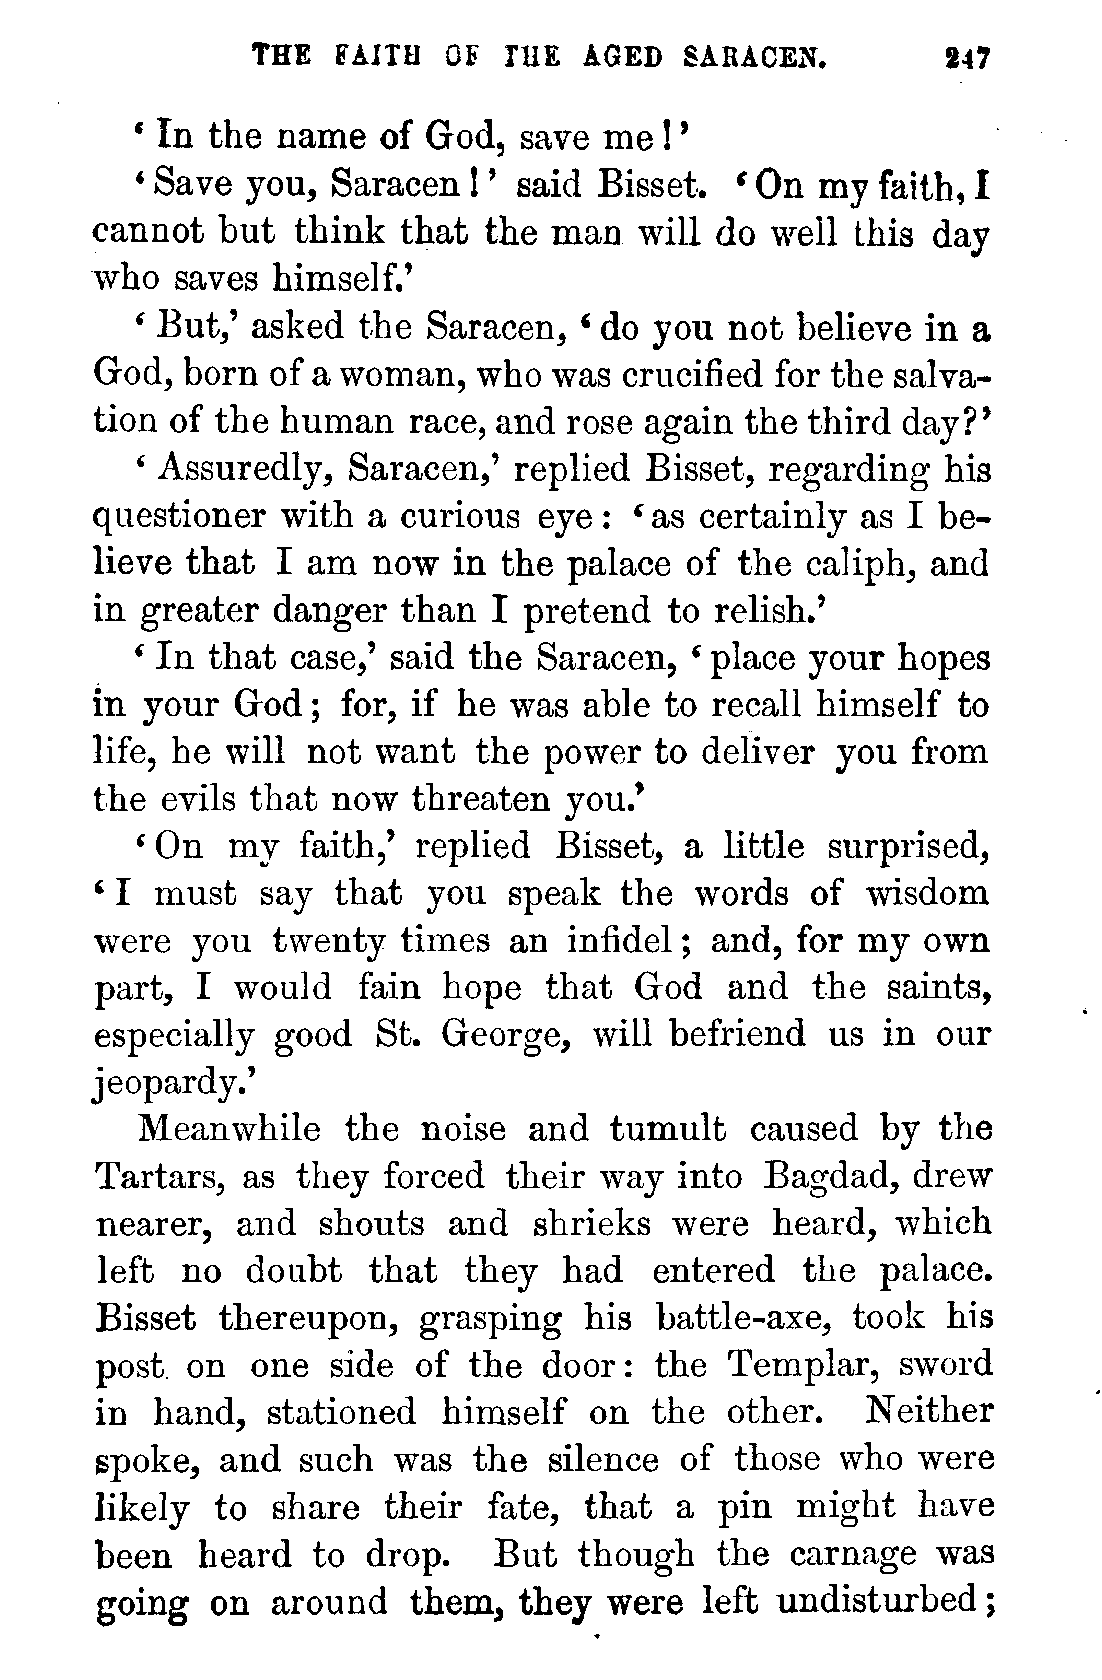 THE FAITH OF THE AGED SARACEN. 247
‘In the name of God, save me!’
‘Save you, Saracen!’ said Bisset. ‘On my faith, I
cannot but think that the man will do well this day
who saves himself.’
‘But,’ asked the Saracen, ‘do you not believe in a
God, born of a woman, who was crucified for the salva-
tion of the human race, and rose again the third day?’
‘Assuredly, Saracen,’ replied Bisset, regarding his
questioner with a curious eye: ‘as certainly as I be-
lieve that I am now in the palace of the caliph, and
in greater danger than I pretend to relish.’
‘In that case,’ said the Saracen, ‘place your hopes
in your God; for, if he was able to recall himself to
life, he will not want the power to deliver you from
the evils that now threaten you.’
‘On my faith,’ replied Bisset, a little surprised,
‘I must say that you speak the words of wisdom
were you twenty times an infidel; and, for my own
part, I would fain hope that God and the saints,
especially good St. George, will befriend us in our
jeopardy.’
Meanwhile the noise and tumult caused by the
Tartars, as they forced their way into Bagdad, drew
nearer, and shouts and shrieks were heard, which
left no doubt that they had entered the palace.
Bisset thereupon, grasping his battle-axe, took his
post on one side of the door: the Templar, sword
in hand, stationed himself on the other. Neither
spoke, and such was the silence of those who were
likely to share their fate, that a pin might have
been heard to drop. But though the carnage was
going on around them, they were left undisturbed;